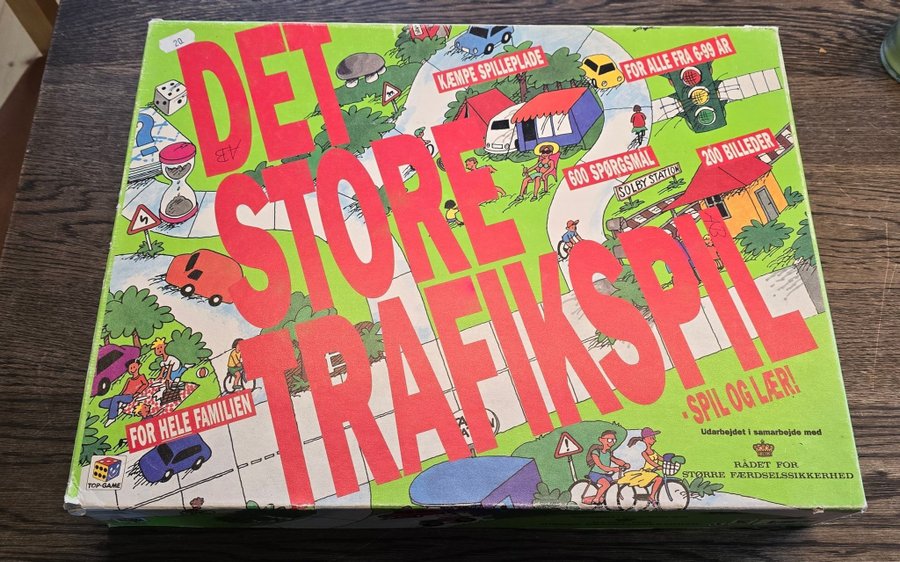 20
DET
STORE
TRAFIKSPIL
KÆMPE SPILLEPLADE
FOR ALLE FRA 6-99 ÅR
600 SPØRGSMÅL
200 BILLEDER
SOLBY STATION
FOR HELE FAMILIEN
- SPIL OG LÆR!
Udarbejdet i samarbejde med
RÅDET FOR
STØRRE FÆRDSELSSIKKERHED
TOP-GAME
AB